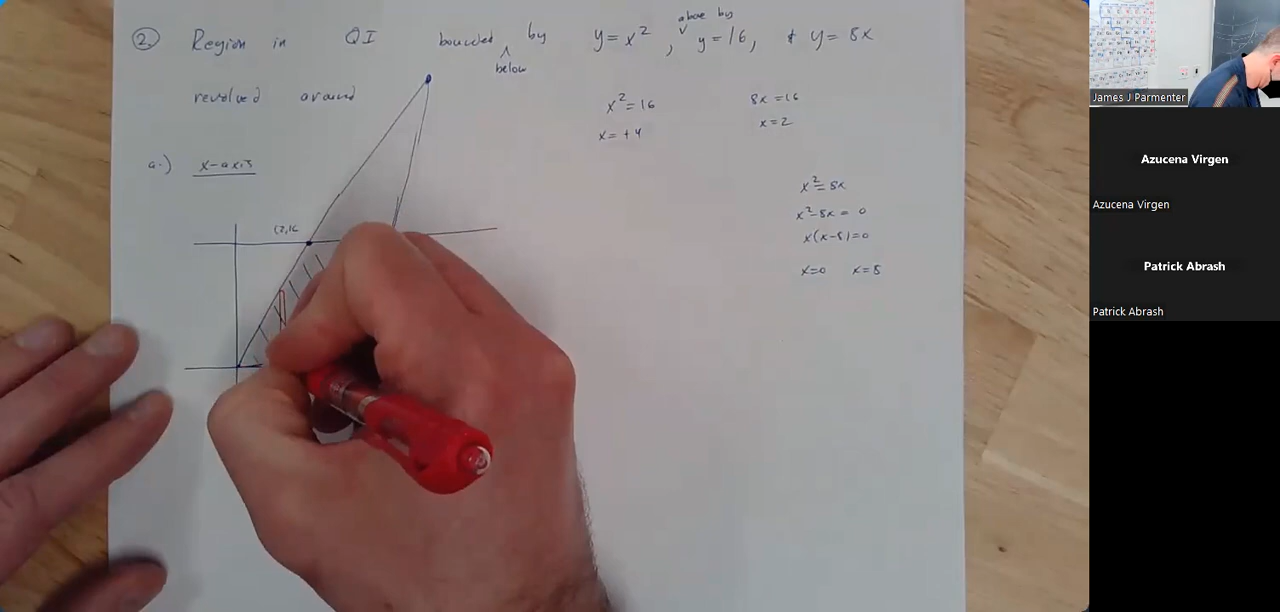 ② Region in QI bounded ^ by y=x², y=16, & y=8x
above by
below
revolved around
x²=16
x=+4
8x=16
x=2
a.) x-axis
x²=8x
x²-8x=0
x(x-8)=0
x=0 x=8
(2,16
James J Parmenter
Azucena Virgen
Azucena Virgen
Patrick Abrash
Patrick Abrash